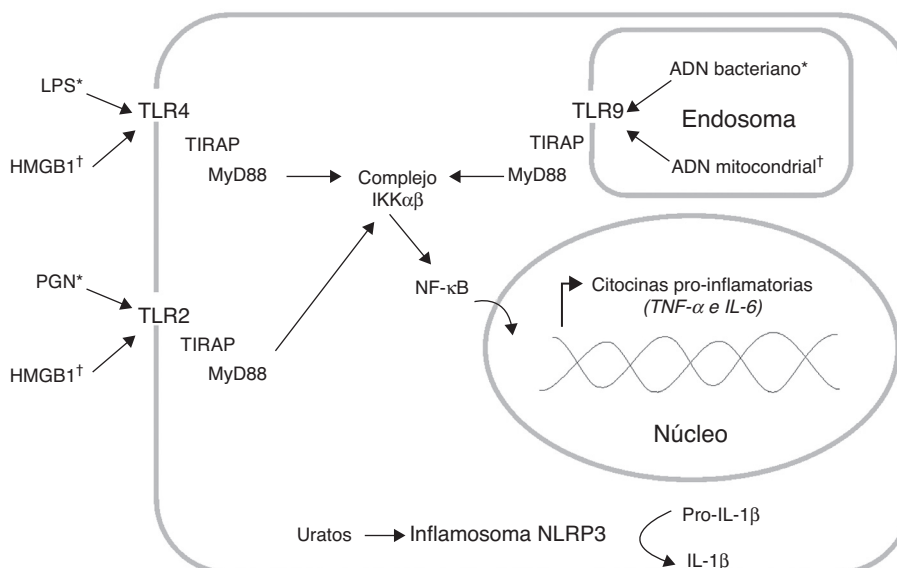 LPS*
TLR4
HMGB1†
TIRAP
MyD88
PGN*
TLR2
HMGB1†
TIRAP
MyD88
Complejo
IKKαβ
NF-κB
ADN bacteriano*
TLR9
Endosoma
TIRAP
ADN mitocondrial†
MyD88
Citocinas pro-inflamatorias
(TNF-α e IL-6)
Núcleo
Uratos
Inflamosoma NLRP3
Pro-IL-1β
IL-1β